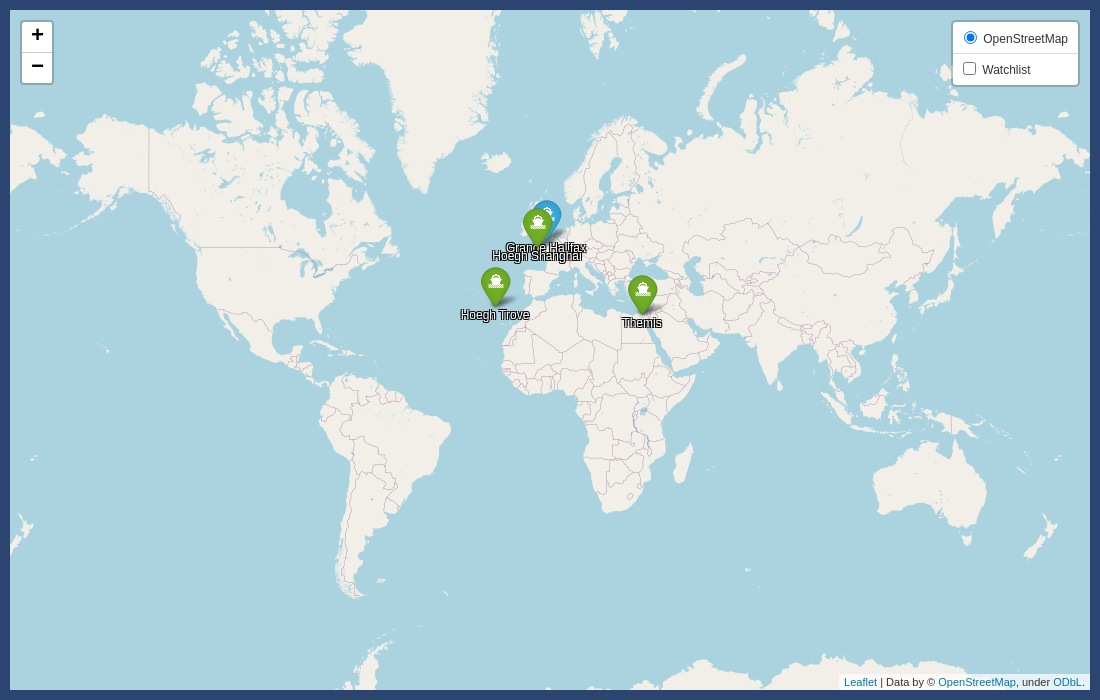 +
−
OpenStreetMap
Watchlist
Grande Halifax
Hoegh Shanghai
Hoegh Trove
Themis
Leaflet | Data by © OpenStreetMap, under ODbL.